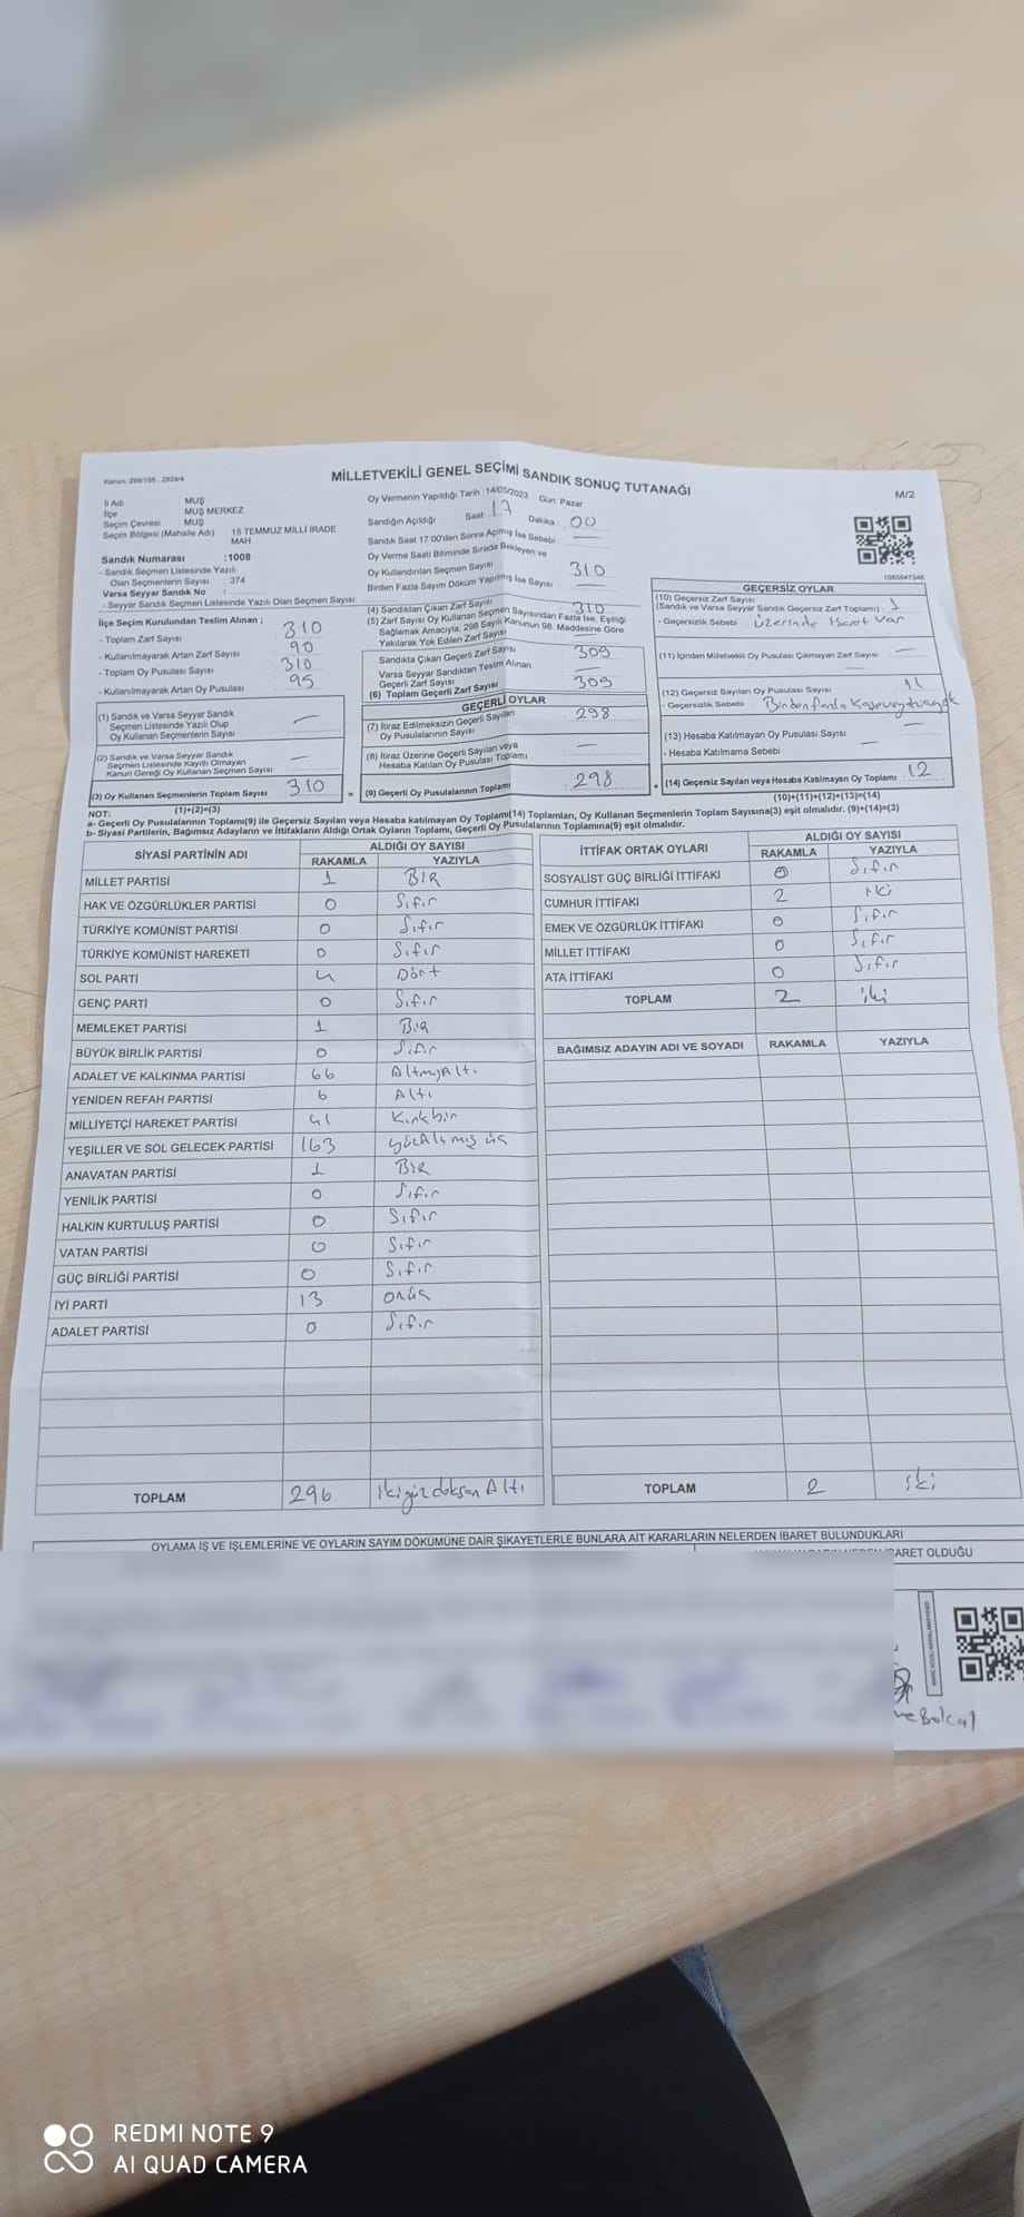 MİLLETVEKİLİ GENEL SEÇİMİ SANDIK SONUÇ TUTANAĞI
M/2
İl Adı MUŞ
İlçe MUŞ MERKEZ
Seçim Çevresi MUŞ
Seçim Bölgesi (Mahalle Adı) 15 TEMMUZ MİLLİ İRADE MAH
Sandık Numarası :1008
- Sandık Seçmen Listesinde Yazılı
Olan Seçmenlerin Sayısı : 374
Varsa Seyyar Sandık No :
- Seyyar Sandık Seçmen Listesinde Yazılı Olan Seçmen Sayısı:
İlçe Seçim Kurulundan Teslim Alınan ;
- Toplam Zarf Sayısı 310
- Kullanılmayarak Artan Zarf Sayısı 90
- Toplam Oy Pusulası Sayısı 310
- Kullanılmayarak Artan Oy Pusulası 95
(1) Sandık ve Varsa Seyyar Sandık
Seçmen Listesinde Yazılı Olup
Oy Kullanan Seçmenlerin Sayısı —
(2) Sandık ve Varsa Seyyar Sandık
Seçmen Listesinde Kayıtlı Olmayan
Kanun Gereği Oy Kullanan Seçmen Sayısı —
(3) Oy Kullanan Seçmenlerin Toplam Sayısı 310
(1)+(2)=(3)
Oy Vermenin Yapıldığı Tarih :14/05/2023 Gün: Pazar
Sandığın Açıldığı Saat: 17 Dakika: 00
Sandık Saat 17.00'den Sonra Açılmış İse Sebebi: —
Oy Verme Saati Bitiminde Sırada Bekleyen ve
Oy Kullandırılan Seçmen Sayısı 310
Birden Fazla Sayım Döküm Yapılmış İse Sayısı —
(4) Sandıktan Çıkan Zarf Sayısı 310
(5) Zarf Sayısı Oy Kullanan Seçmen Sayısından Fazla İse, Eşitliği
Sağlamak Amacıyla, 298 Sayılı Kanunun 98. Maddesine Göre
Yakılarak Yok Edilen Zarf Sayısı —
Sandıkta Çıkan Geçerli Zarf Sayısı 309
Varsa Seyyar Sandıktan Teslim Alınan
Geçerli Zarf Sayısı —
(6) Toplam Geçerli Zarf Sayısı 309
GEÇERLİ OYLAR
(7) İtiraz Edilmeksizin Geçerli Sayılan
Oy Pusulalarının Sayısı 298
(8) İtiraz Üzerine Geçerli Sayılan veya
Hesaba Katılan Oy Pusulası Toplamı —
= (9) Geçerli Oy Pusulalarının Toplamı 298
GEÇERSİZ OYLAR
(10) Geçersiz Zarf Sayısı
(Sandık ve Varsa Seyyar Sandık Geçersiz Zarf Toplamı) : 1
- Geçersizlik Sebebi üzerinde işaret var
(11) İçinden Milletvekili Oy Pusulası Çıkmayan Zarf Sayısı —
(12) Geçersiz Sayılan Oy Pusulası Sayısı 11
- Geçersizlik Sebebi Birden fazla
(13) Hesaba Katılmayan Oy Pusulası Sayısı —
- Hesaba Katılmama Sebebi
+ (14) Geçersiz Sayılan veya Hesaba Katılmayan Oy Toplamı 12
(10)+(11)+(12)+(13)=(14)
NOT:
a- Geçerli Oy Pusulalarının Toplamı(9) ile Geçersiz Sayılan veya Hesaba katılmayan Oy Toplamı(14) Toplamları, Oy Kullanan Seçmenlerin Toplam Sayısına(3) eşit olmalıdır. (9)+(14)=(3)
b- Siyasi Partilerin, Bağımsız Adayların ve İttifakların Aldığı Ortak Oyların Toplamı, Geçerli Oy Pusulalarının Toplamına(9) eşit olmalıdır.
SİYASİ PARTİNİN ADI ALDIĞI OY SAYISI
RAKAMLA YAZIYLA
MİLLET PARTİSİ 1 BİR
HAK VE ÖZGÜRLÜKLER PARTİSİ 0 Sıfır
TÜRKİYE KOMÜNİST PARTİSİ 0 Sıfır
TÜRKİYE KOMÜNİST HAREKETİ 0 Sıfır
SOL PARTİ 4 Dört
GENÇ PARTİ 0 Sıfır
MEMLEKET PARTİSİ 1 Bir
BÜYÜK BİRLİK PARTİSİ 0 Sıfır
ADALET VE KALKINMA PARTİSİ 66 Altmışaltı
YENİDEN REFAH PARTİSİ 6 Altı
MİLLİYETÇİ HAREKET PARTİSİ 41 Kırkbir
YEŞİLLER VE SOL GELECEK PARTİSİ 163 yüzaltmış üç
ANAVATAN PARTİSİ 1 BİR
YENİLİK PARTİSİ 0 Sıfır
HALKIN KURTULUŞ PARTİSİ 0 Sıfır
VATAN PARTİSİ 0 Sıfır
GÜÇ BİRLİĞİ PARTİSİ 0 Sıfır
İYİ PARTİ 13 onüç
ADALET PARTİSİ 0 Sıfır
TOPLAM 296 ikiyüz doksan Altı
İTTİFAK ORTAK OYLARI ALDIĞI OY SAYISI
RAKAMLA YAZIYLA
SOSYALİST GÜÇ BİRLİĞİ İTTİFAKI 0 Sıfır
CUMHUR İTTİFAKI 2 iki
EMEK VE ÖZGÜRLÜK İTTİFAKI 0 Sıfır
MİLLET İTTİFAKI 0 Sıfır
ATA İTTİFAKI 0 Sıfır
TOPLAM 2 iki
BAĞIMSIZ ADAYIN ADI VE SOYADI RAKAMLA YAZIYLA
TOPLAM 2 iki
OYLAMA İŞ VE İŞLEMLERİNE VE OYLARIN SAYIM DÖKÜMÜNE DAİR ŞİKAYETLERLE BUNLARA AİT KARARLARIN NELERDEN İBARET BULUNDUKLARI
OLDUĞU
REDMI NOTE 9
AI QUAD CAMERA